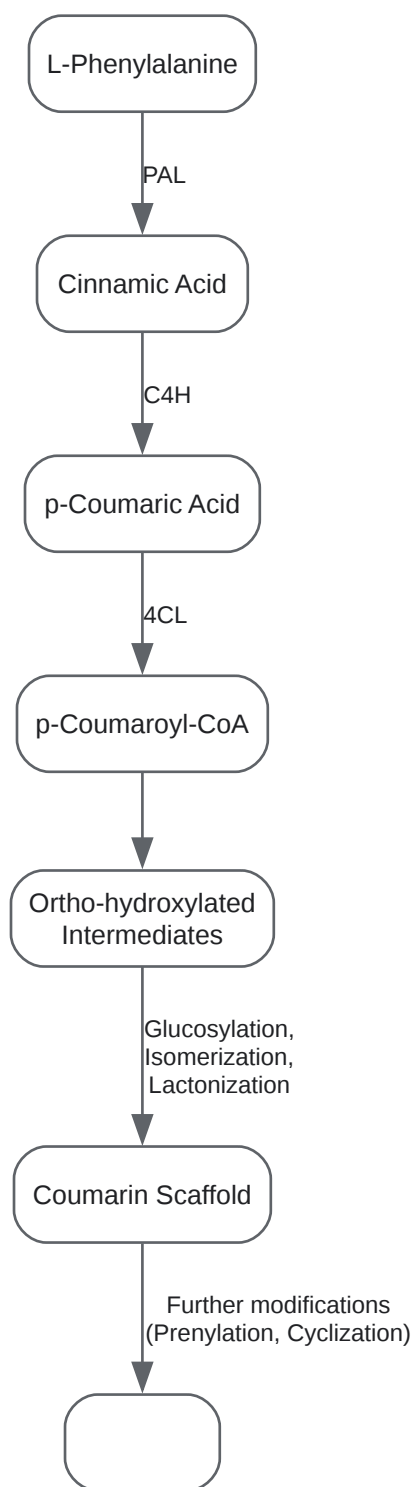 L-Phenylalanine
PAL
Cinnamic Acid
C4H
p-Coumaric Acid
4CL
p-Coumaroyl-CoA
Ortho-hydroxylated
Intermediates
Glucosylation,
Isomerization,
Lactonization
Coumarin Scaffold
Further modifications
(Prenylation, Cyclization)